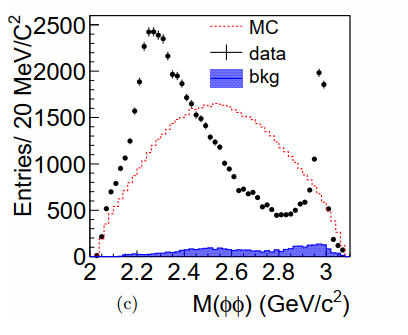 Entries/ 20 MeV/C²
2500
2000
1500
1000
500
0
MC
data
bkg
2 2.2 2.4 2.6 2.8 3
(c) M(ϕϕ) (GeV/c²)